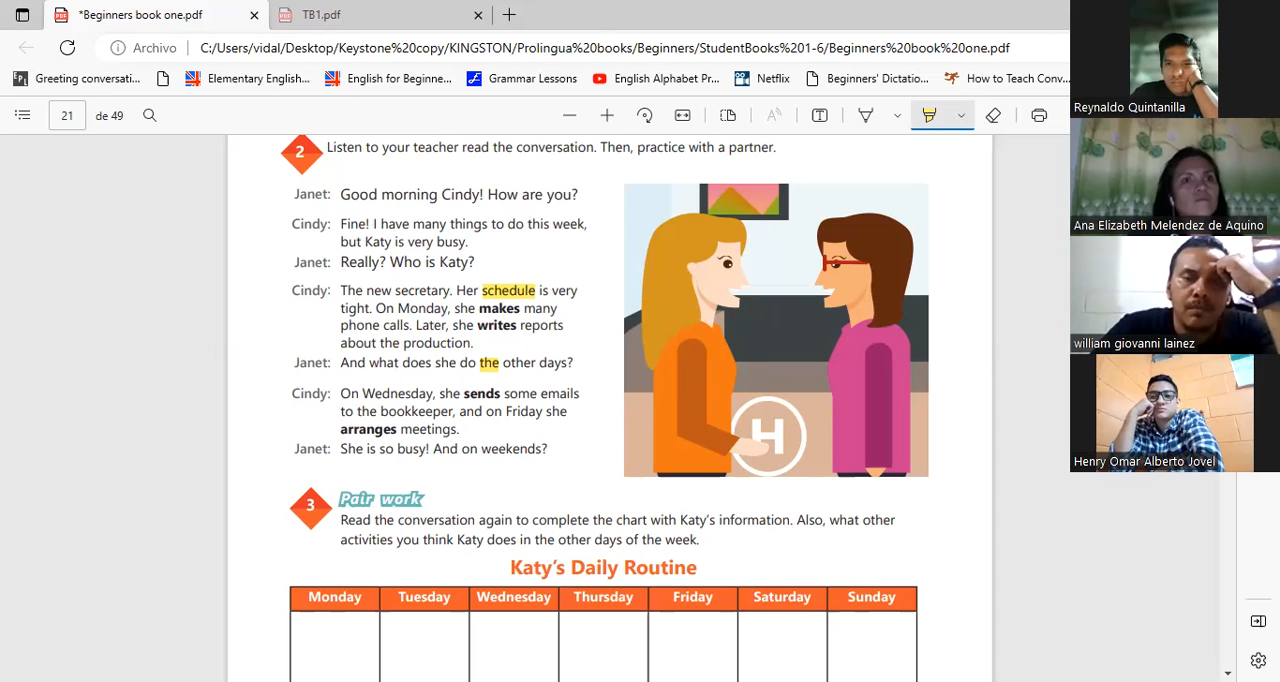 *Beginners book one.pdf
TB1.pdf
Archivo
C:/Users/vidal/Desktop/Keystone%20copy/KINGSTON/Prolingua%20books/Beginners/StudentBooks%201-6/Beginners%20book%20one.pdf
Greeting conversati...
Elementary English...
English for Beginne...
Grammar Lessons
English Alphabet Pr...
Netflix
Beginners' Dictatio...
How to Teach Conv...
21
de 49
2
Listen to your teacher read the conversation. Then, practice with a partner.
Janet: Good morning Cindy! How are you?
Cindy: Fine! I have many things to do this week,
but Katy is very busy.
Janet: Really? Who is Katy?
Cindy: The new secretary. Her schedule is very
tight. On Monday, she makes many
phone calls. Later, she writes reports
about the production.
Janet: And what does she do the other days?
Cindy: On Wednesday, she sends some emails
to the bookkeeper, and on Friday she
arranges meetings.
Janet: She is so busy! And on weekends?
H
3
Pair work
Read the conversation again to complete the chart with Katy's information. Also, what other
activities you think Katy does in the other days of the week.
Katy's Daily Routine
Monday Tuesday Wednesday Thursday Friday Saturday Sunday
Reynaldo Quintanilla
Ana Elizabeth Melendez de Aquino
william giovanni lainez
Henry Omar Alberto Jovel